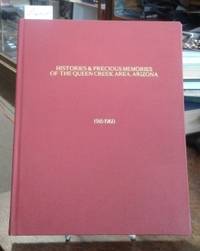 HISTORIES & PRECIOUS MEMORIES
OF THE QUEEN CREEK AREA, ARIZONA